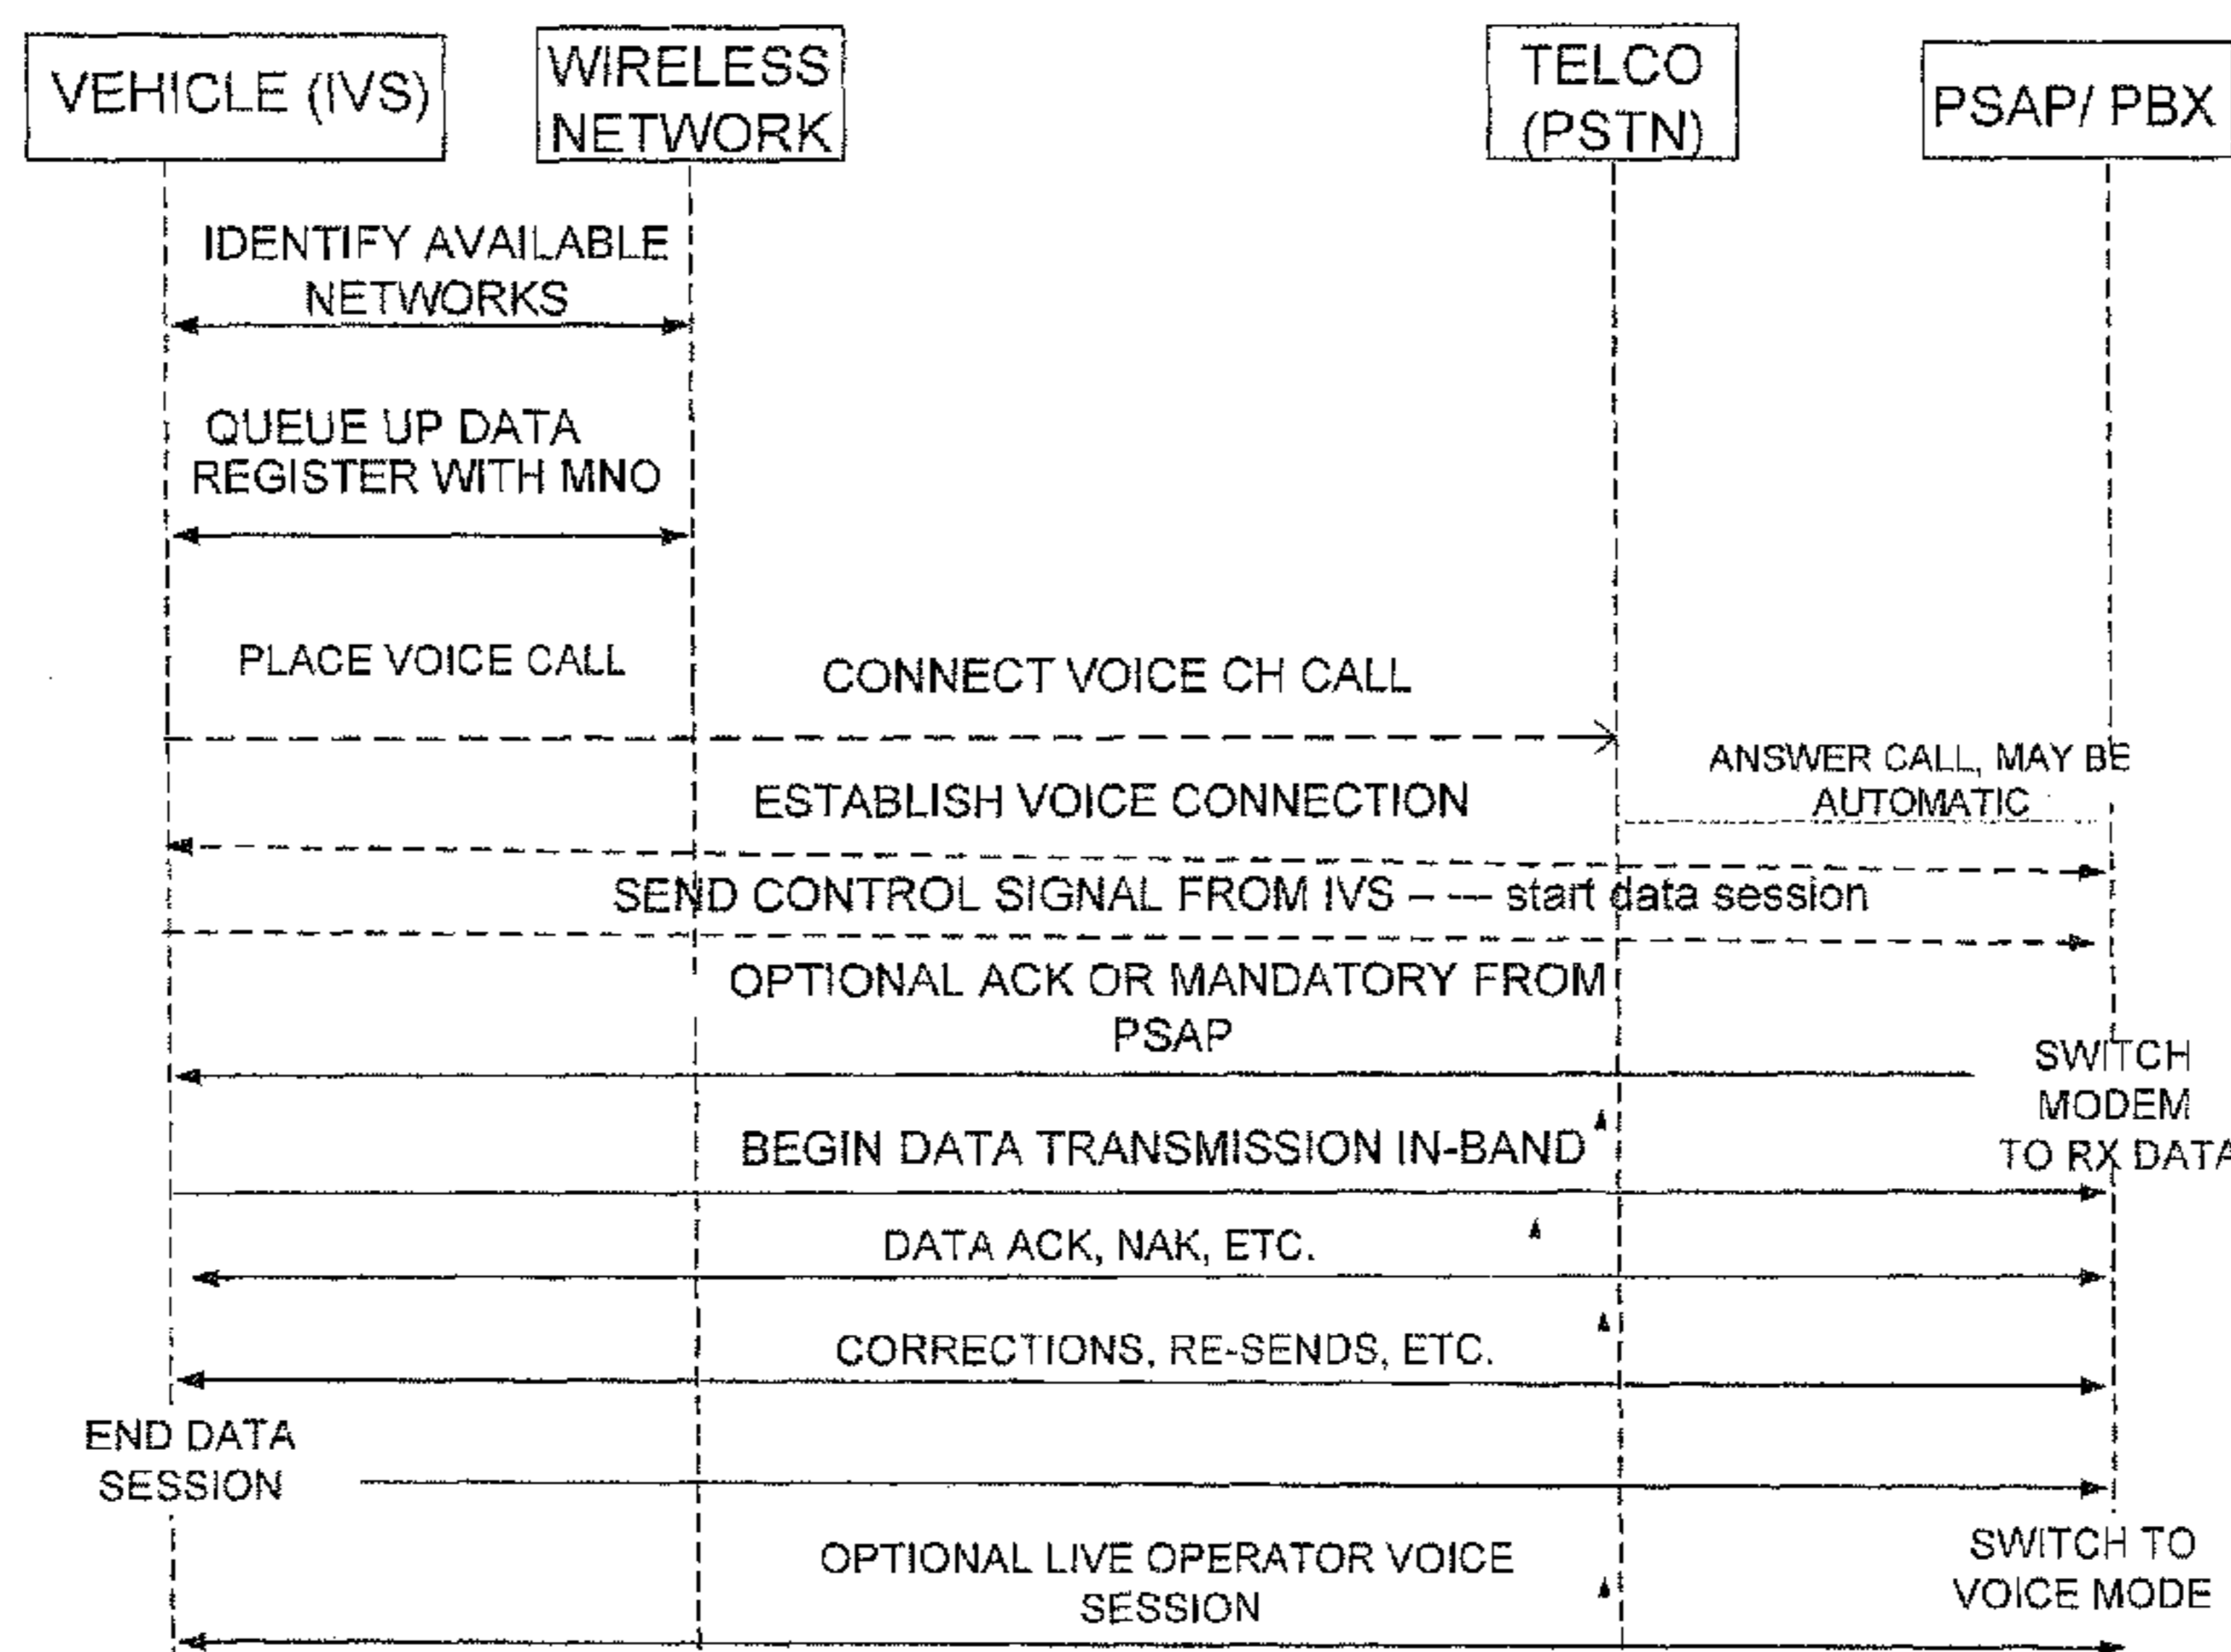 VEHICLE (IVS)
WIRELESS
NETWORK
TELCO
(PSTN)
PSAP/ PBX
IDENTIFY AVAILABLE
NETWORKS
QUEUE UP DATA
REGISTER WITH MNO
PLACE VOICE CALL
CONNECT VOICE CH CALL
ANSWER CALL, MAY BE
AUTOMATIC
ESTABLISH VOICE CONNECTION
SEND CONTROL SIGNAL FROM IVS – --- start data session
OPTIONAL ACK OR MANDATORY FROM
PSAP
SWITCH
MODEM
TO RX DATA
BEGIN DATA TRANSMISSION IN-BAND
DATA ACK, NAK, ETC.
CORRECTIONS, RE-SENDS, ETC.
END DATA
SESSION
OPTIONAL LIVE OPERATOR VOICE
SESSION
SWITCH TO
VOICE MODE